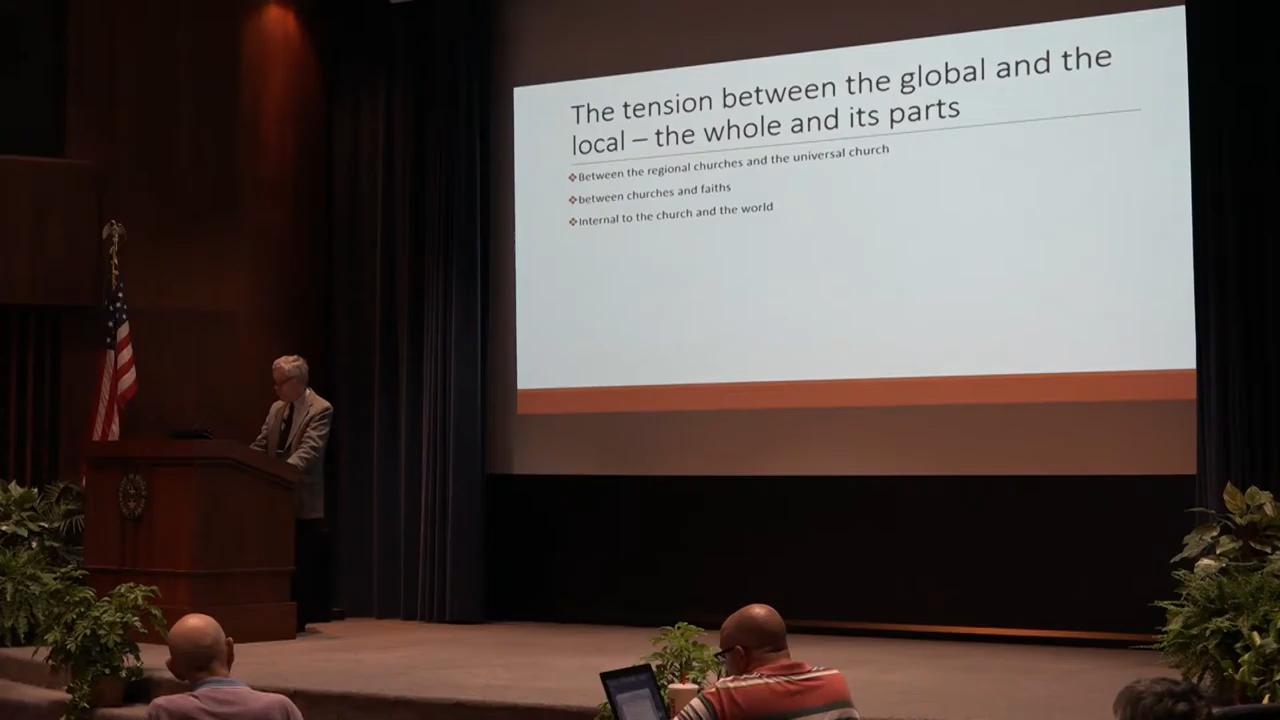 The tension between the global and the
local – the whole and its parts
❖Between the regional churches and the universal church
❖between churches and faiths
❖Internal to the church and the world